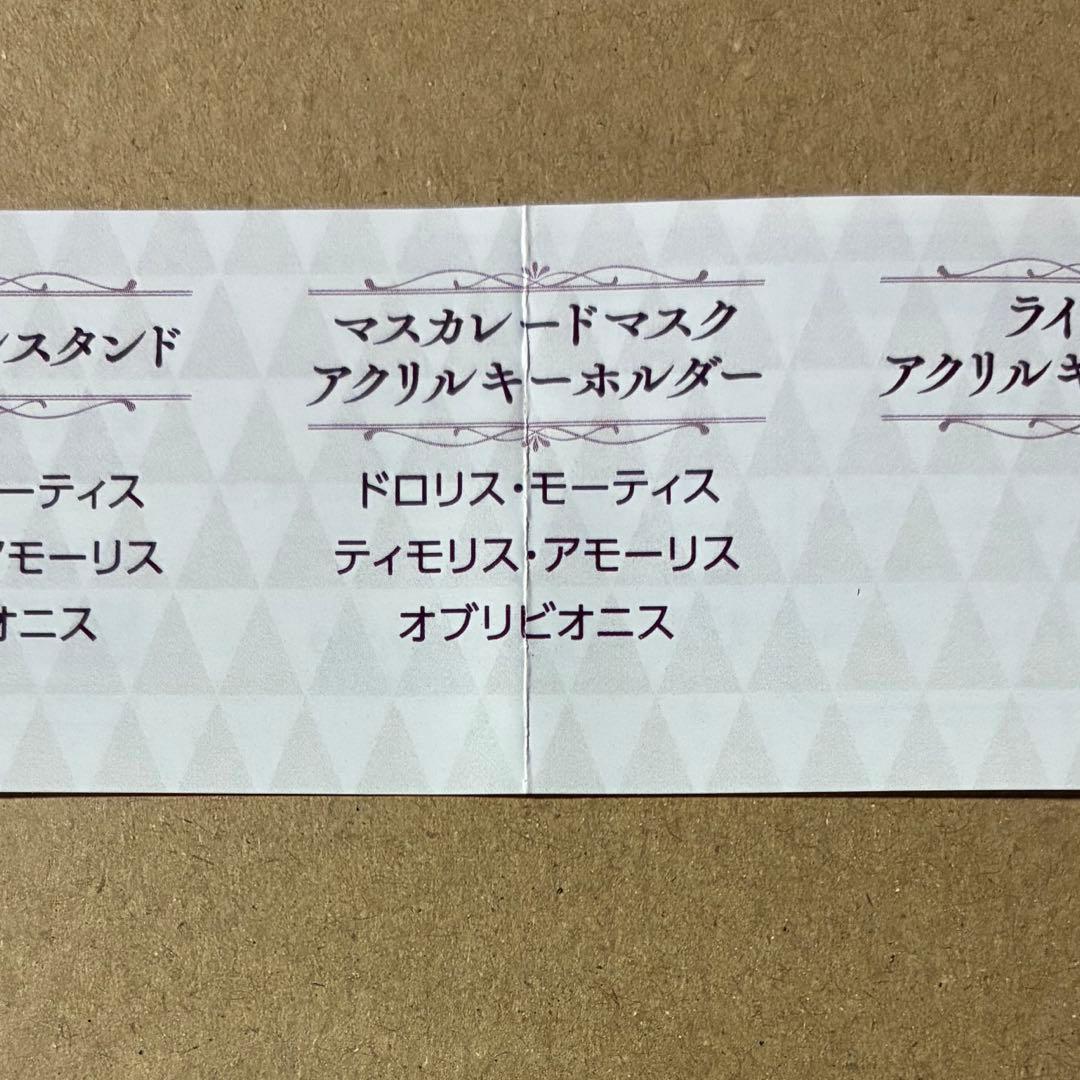 スタンド
ーティス
アモーリス
オニス
マスカレードマスク
アクリルキーホルダー
ドロリス・モーティス
ティモリス・アモーリス
オブリビオニス
ライ
アクリルキ